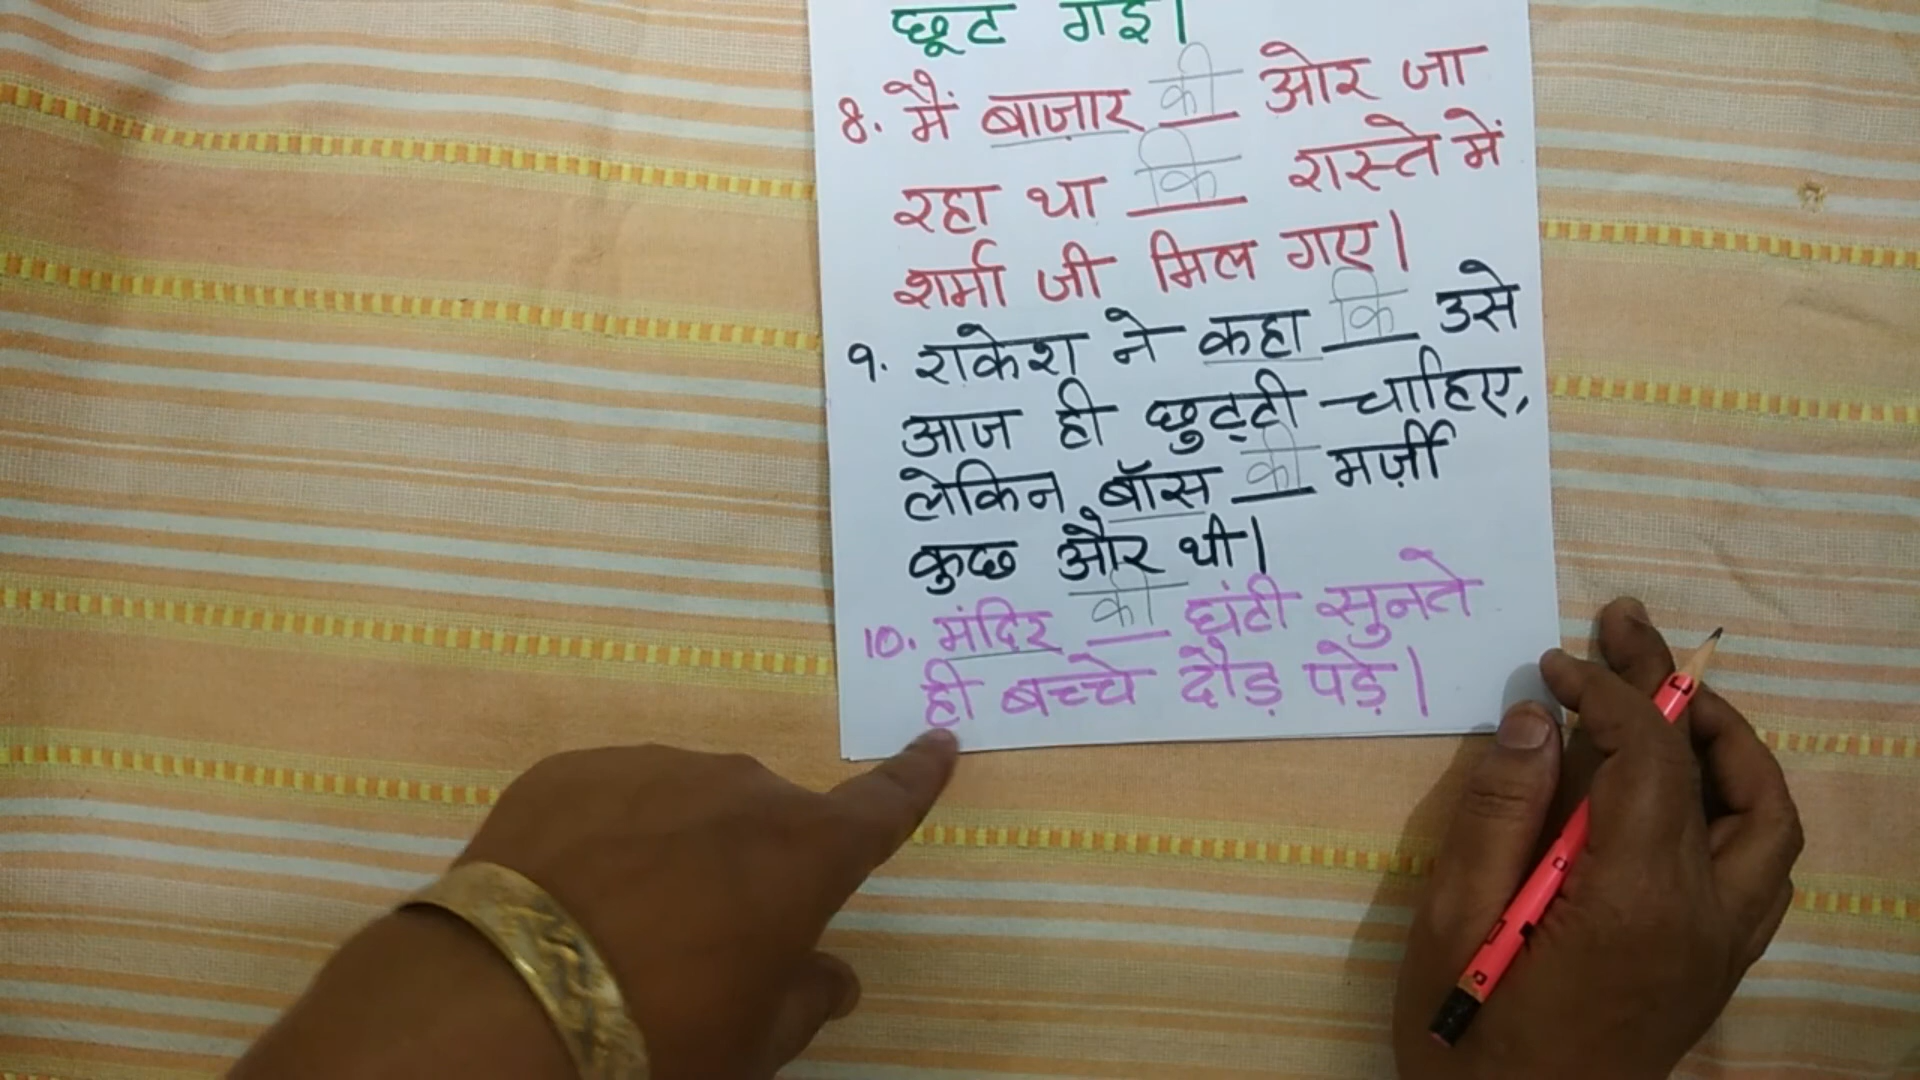 छूट गई।
8. मैं बाज़ार की ओर जा
रहा था कि रास्ते में
शर्मा जी मिल गए।
9. राकेश ने कहा कि उसे
आज ही छुट्टी चाहिए,
लेकिन बॉस की मर्ज़ी
कुछ और थी।
10. मंदिर की घंटी सुनते
ही बच्चे दौड़ पड़े।